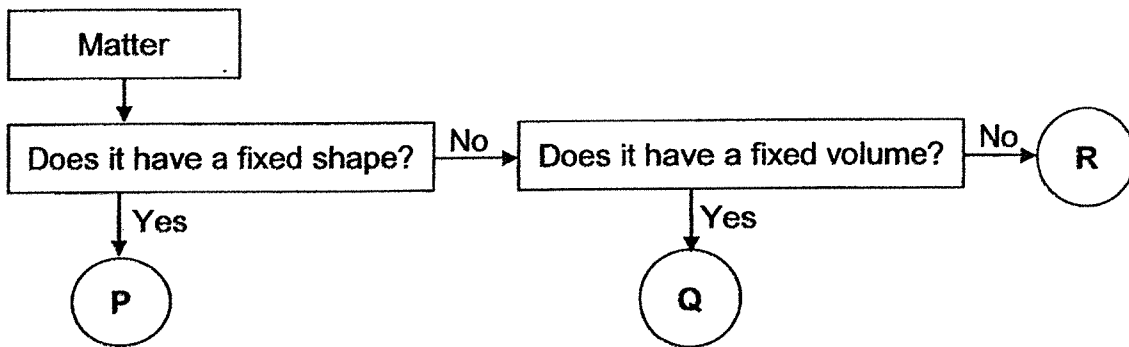 Matter
Does it have a fixed shape?
No
Does it have a fixed volume?
No
R
Yes
Yes
P
Q